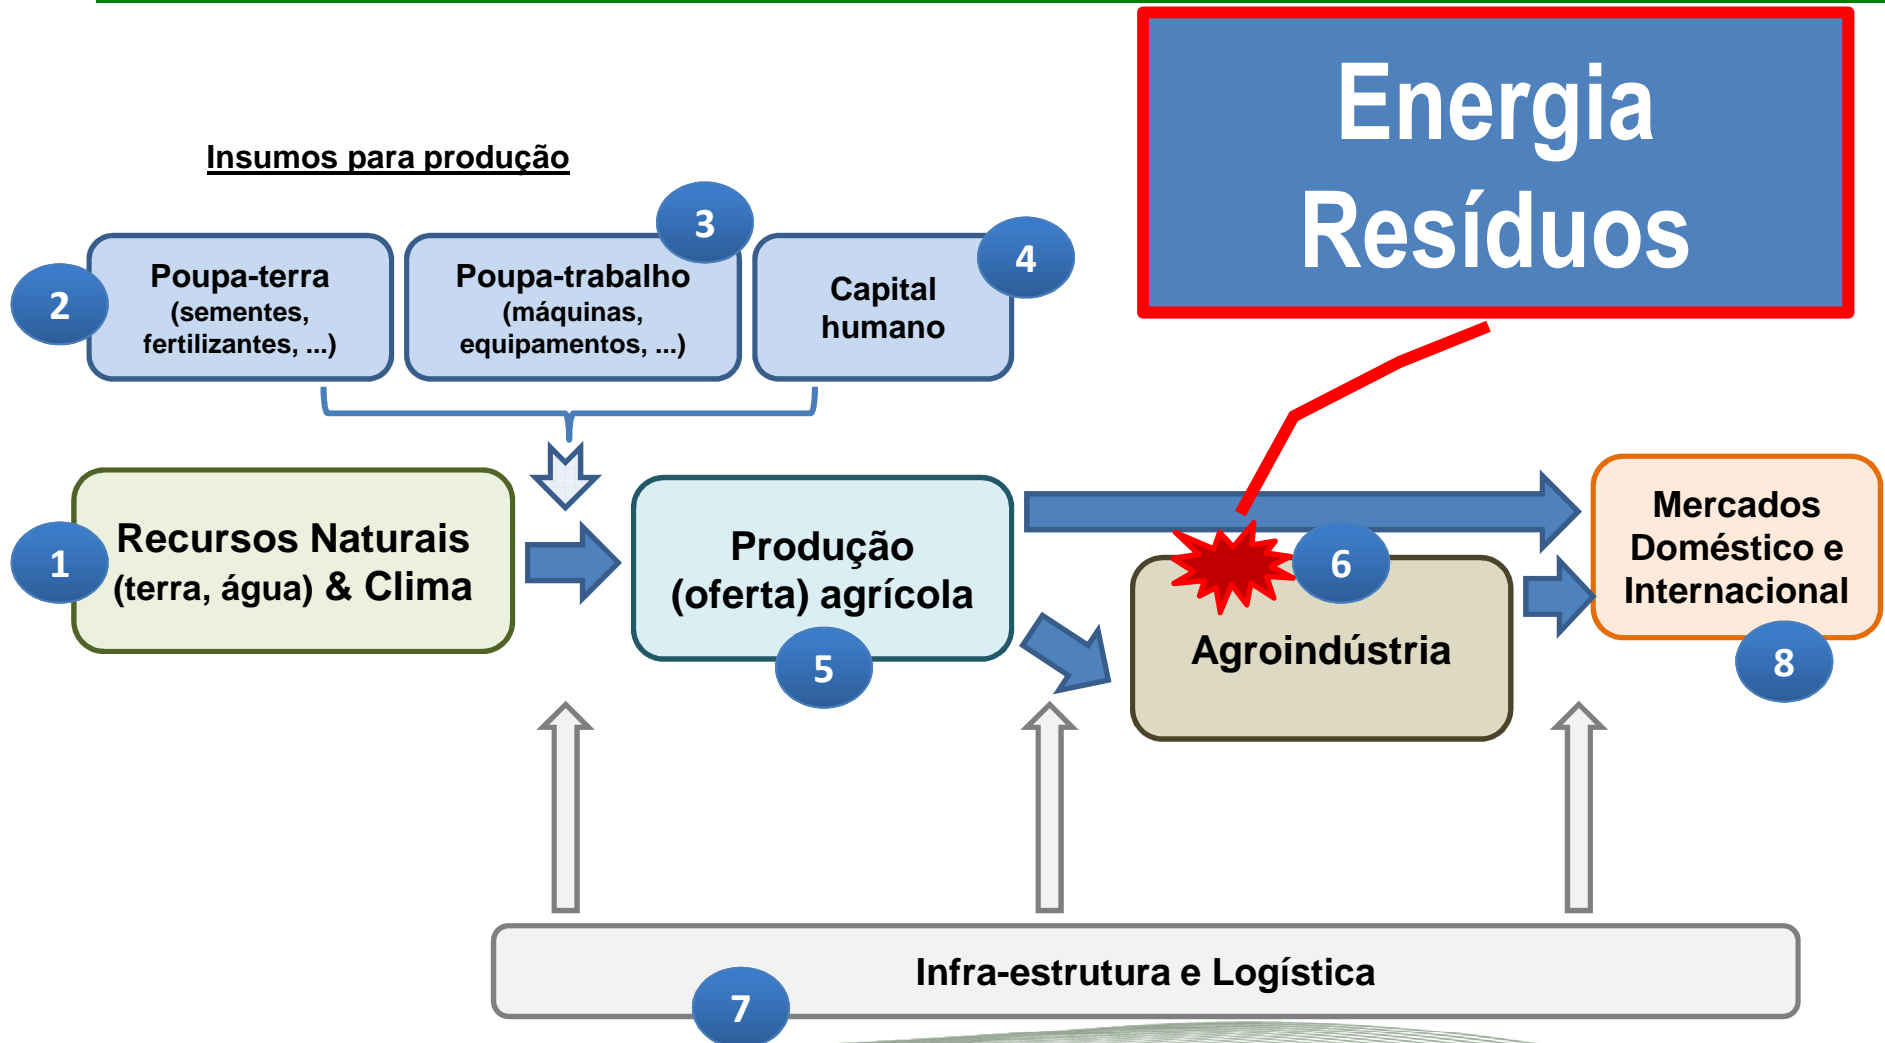 Energia
Resíduos
Insumos para produção
2
Poupa-terra
(sementes,
fertilizantes, ...)
3
Poupa-trabalho
(máquinas,
equipamentos, ...)
4
Capital
humano
1
Recursos Naturais
(terra, água) & Clima
Produção
(oferta) agrícola
5
6
Agroindústria
Mercados
Doméstico e
Internacional
8
Infra-estrutura e Logística
7